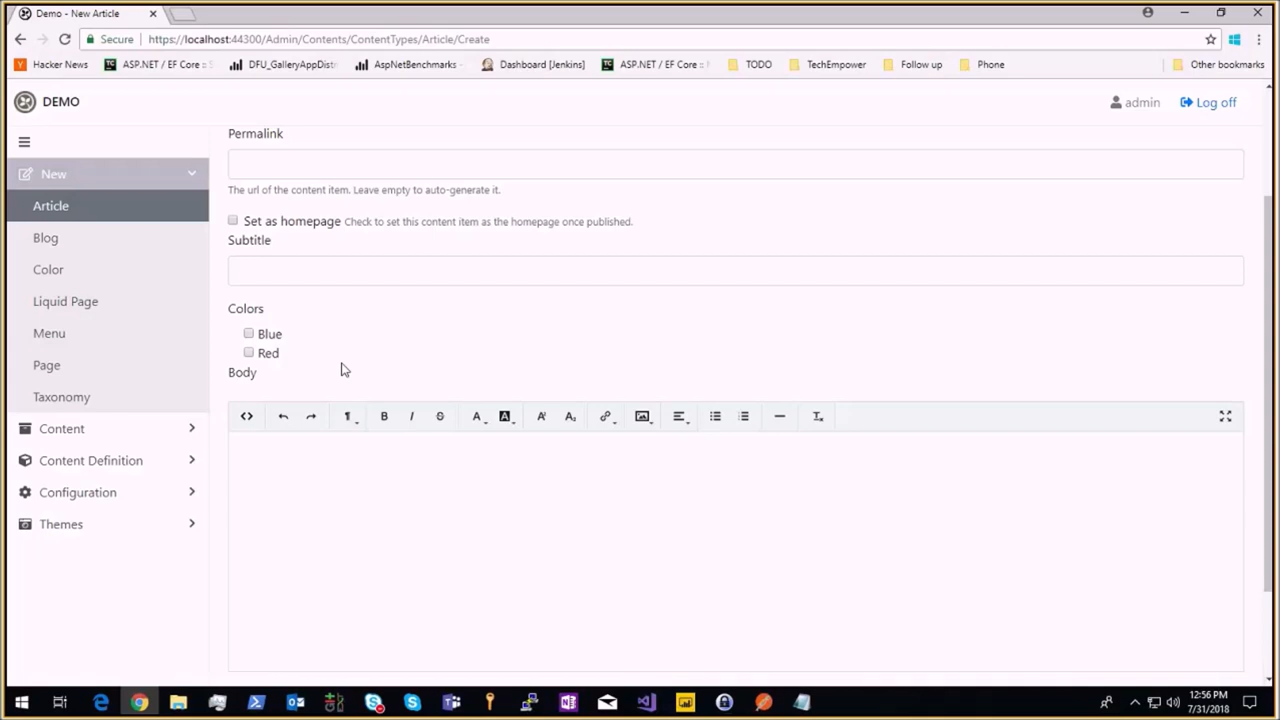 Demo - New Article
Secure https://localhost:44300/Admin/Contents/ContentTypes/Article/Create
Hacker News
ASP.NET / EF Core ::
DFU_GalleryAppDist
AspNetBenchmarks
Dashboard [Jenkins]
ASP.NET / EF Core ::
TODO
TechEmpower
Follow up
Phone
Other bookmarks
DEMO
admin
Log off
New
Article
Blog
Color
Liquid Page
Menu
Page
Taxonomy
Content
Content Definition
Configuration
Themes
Permalink
The url of the content item. Leave empty to auto-generate it.
Set as homepage Check to set this content item as the homepage once published.
Subtitle
Colors
Blue
Red
Body
12:56 PM
7/31/2018